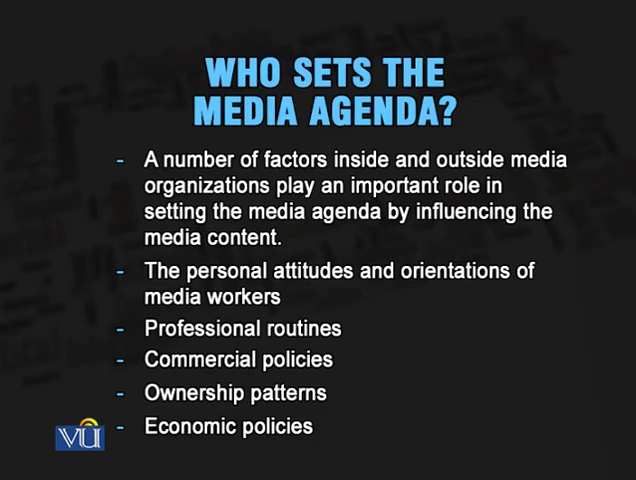 WHO SETS THE
MEDIA AGENDA?
- A number of factors inside and outside media
organizations play an important role in
setting the media agenda by influencing the
media content.
- The personal attitudes and orientations of
media workers
- Professional routines
- Commercial policies
- Ownership patterns
- Economic policies
VU